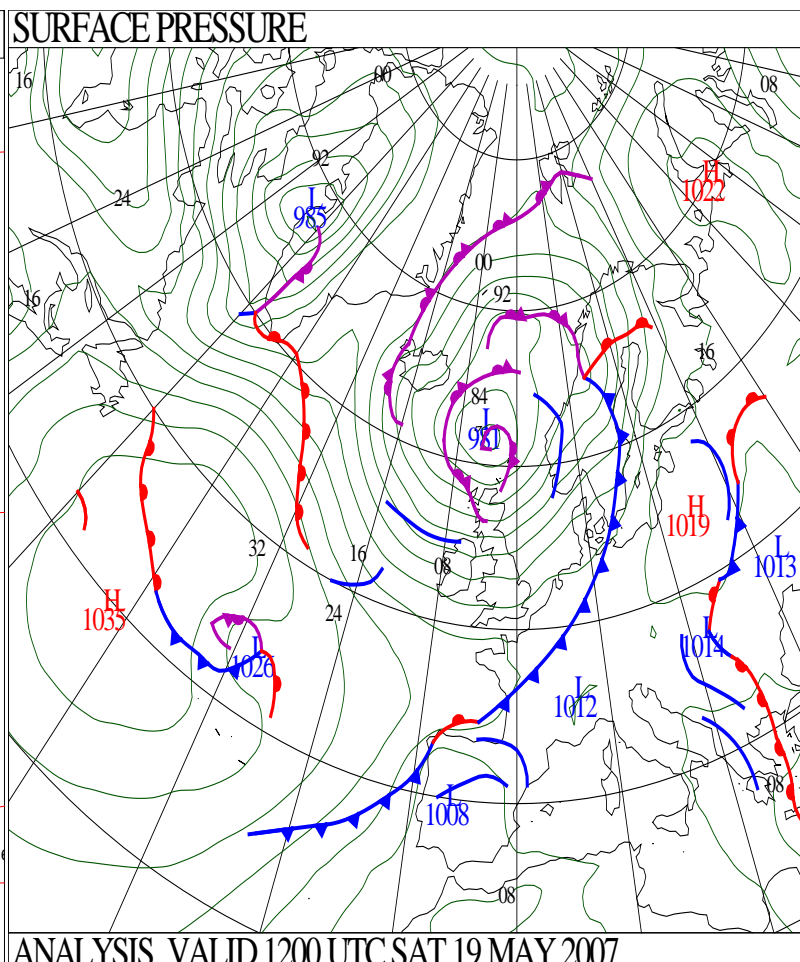 SURFACE PRESSURE
16
00
08
92
H
1022
24
L
985
00
16
92
16
84
L
981
H
1019
32
16
08
L
1013
24
H
1035
L
1014
L
1026
L
1012
L
1008
08
08
ANALYSIS VALID 1200 UTC SAT 19 MAY 2007